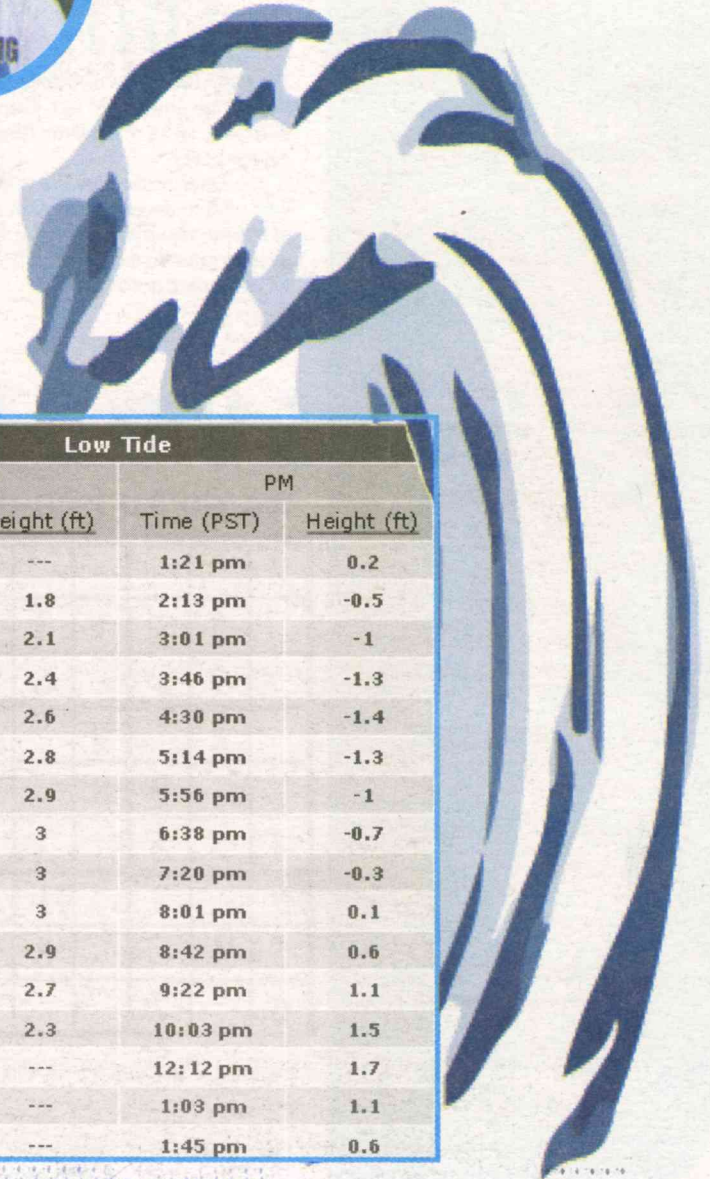 Low Tide
PM
Time (PST) Height (ft)
--- 1:21 pm 0.2
1.8 2:13 pm -0.5
2.1 3:01 pm -1
2.4 3:46 pm -1.3
2.6 4:30 pm -1.4
2.8 5:14 pm -1.3
2.9 5:56 pm -1
3 6:38 pm -0.7
3 7:20 pm -0.3
3 8:01 pm 0.1
2.9 8:42 pm 0.6
2.7 9:22 pm 1.1
2.3 10:03 pm 1.5
--- 12:12 pm 1.7
--- 1:03 pm 1.1
--- 1:45 pm 0.6